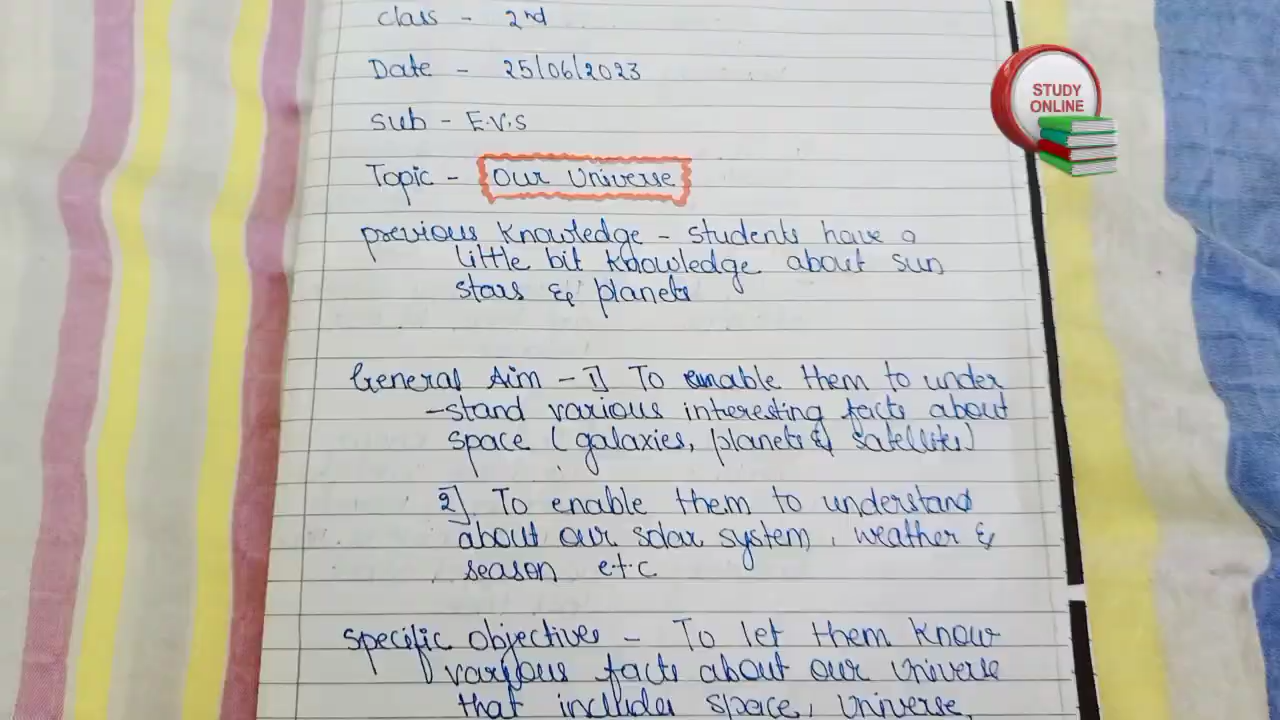 class - 2nd
Date - 25/06/2023
STUDY
ONLINE
Sub - E.V.S
Topic - Our Universe
previous Knowledge - students have a
little bit knowledge about sun
stars & planets
General Aim - 1] To enable them to under
-stand various interesting facts about
space (galaxies, planets & satellites)
2] To enable them to understand
about our solar system, weather &
season e.t.c
Specific Objectives - To let them know
various facts about our Universe
that includes space, Universe,